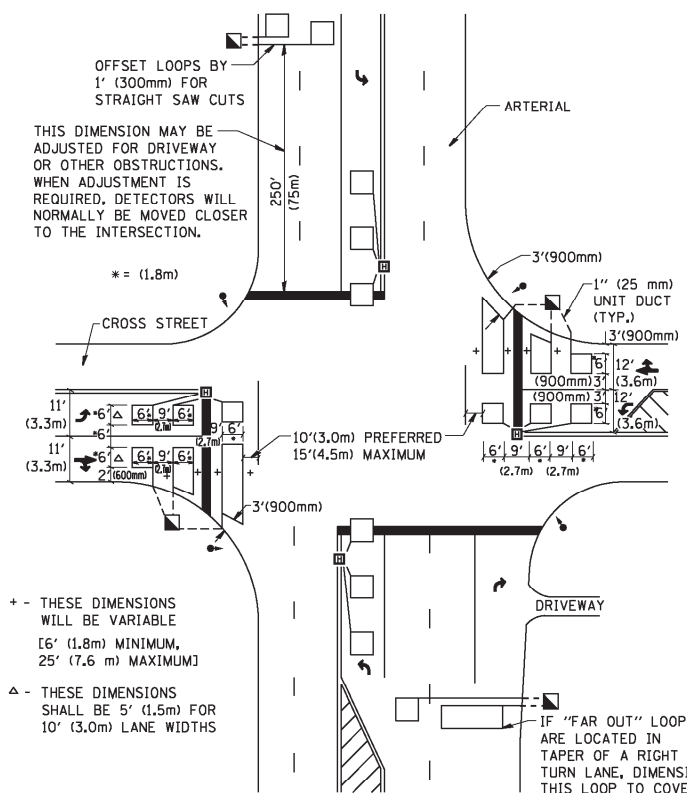 OFFSET LOOPS BY
1' (300mm) FOR
STRAIGHT SAW CUTS
THIS DIMENSION MAY BE
ADJUSTED FOR DRIVEWAY
OR OTHER OBSTRUCTIONS.
WHEN ADJUSTMENT IS
REQUIRED, DETECTORS WILL
NORMALLY BE MOVED CLOSER
TO THE INTERSECTION.
250'
(75m)
ARTERIAL
* = (1.8m)
H
3'(900mm)
1" (25 mm)
UNIT DUCT
(TYP.)
CROSS STREET
3'(900mm)
+ + + +
*6'
12'
(3.6m)
(900mm) 3'
(900mm) 3'
*6'
12'
(3.6m)
H
6' 9' 6' 9' 6'
* * *
(2.7m) (2.7m)
H
11'
(3.3m)
*6' △ 6'* 9' 6'*
(2.7m)
9' 6'
(2.7m) *
*6'
11'
(3.3m)
*6' △ 6'* 9' 6'*
(2.7m)
+ + + +
2' (600mm)
10'(3.0m) PREFERRED
15'(4.5m) MAXIMUM
3'(900mm)
H
+ - THESE DIMENSIONS
WILL BE VARIABLE
[6' (1.8m) MINIMUM,
25' (7.6 m) MAXIMUM]
△ - THESE DIMENSIONS
SHALL BE 5' (1.5m) FOR
10' (3.0m) LANE WIDTHS
DRIVEWAY
IF "FAR OUT" LOOP
ARE LOCATED IN
TAPER OF A RIGHT
TURN LANE, DIMENSI
THIS LOOP TO COVE